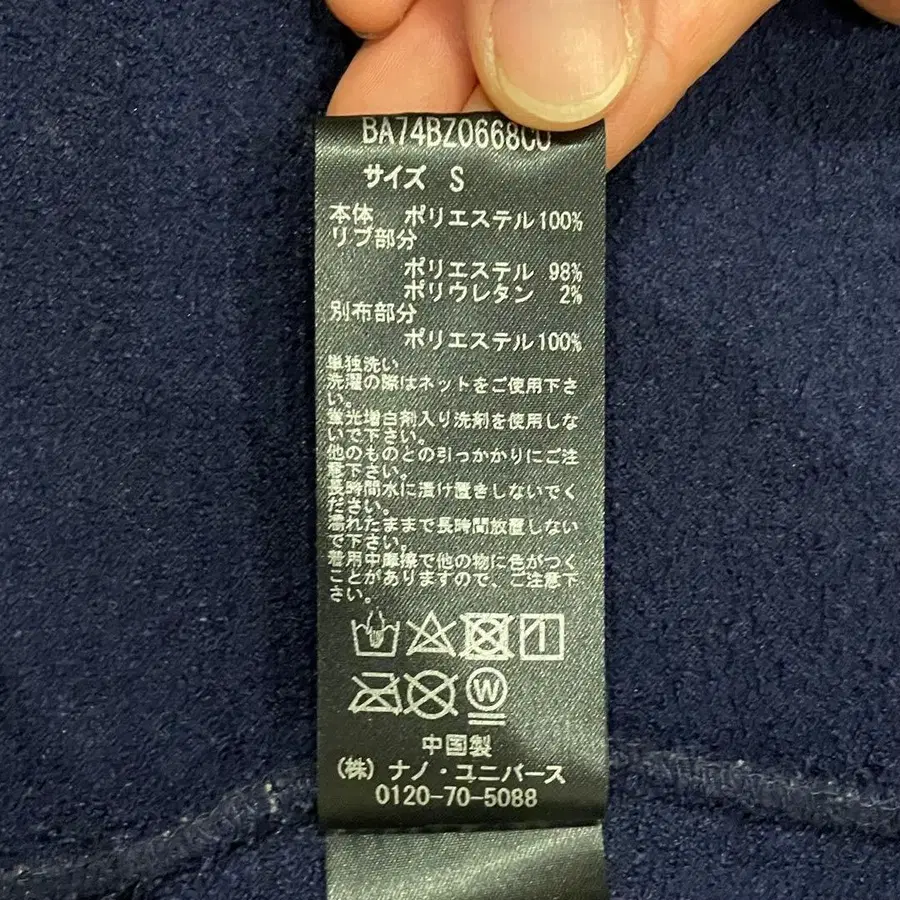 BA74BZ0668CU
サイズ S
本体 ポリエステル 100%
リブ部分
ポリエステル 98%
ポリウレタン 2%
別布部分
ポリエステル 100%
単独洗い
洗濯の際はネットをご使用下さ
い。
蛍光増白剤入り洗剤を使用しな
いで下さい。
他のものとの引っかかりにご注
意下さい。
長時間水に漬け置きしないでく
ださい。
濡れたままで長時間放置しない
で下さい。
着用中摩擦で他の物に色がつく
ことがありますので、ご注意下
さい。
W
中国製
(株) ナノ・ユニバース
0120-70-5088